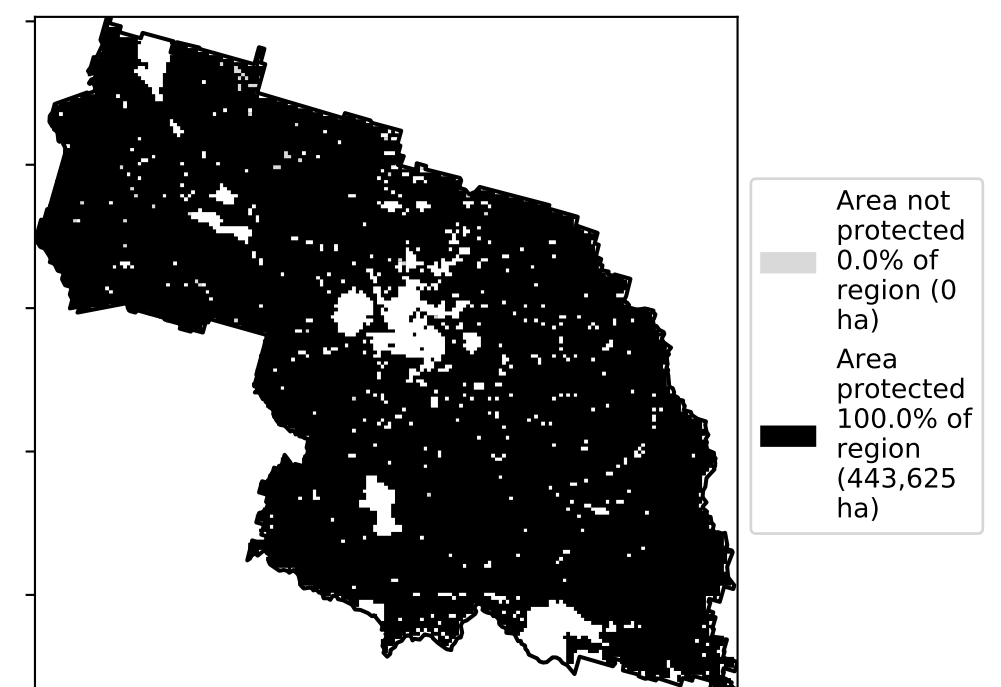 Area not
protected
0.0% of
region (0
ha)
Area
protected
100.0% of
region
(443,625
ha)